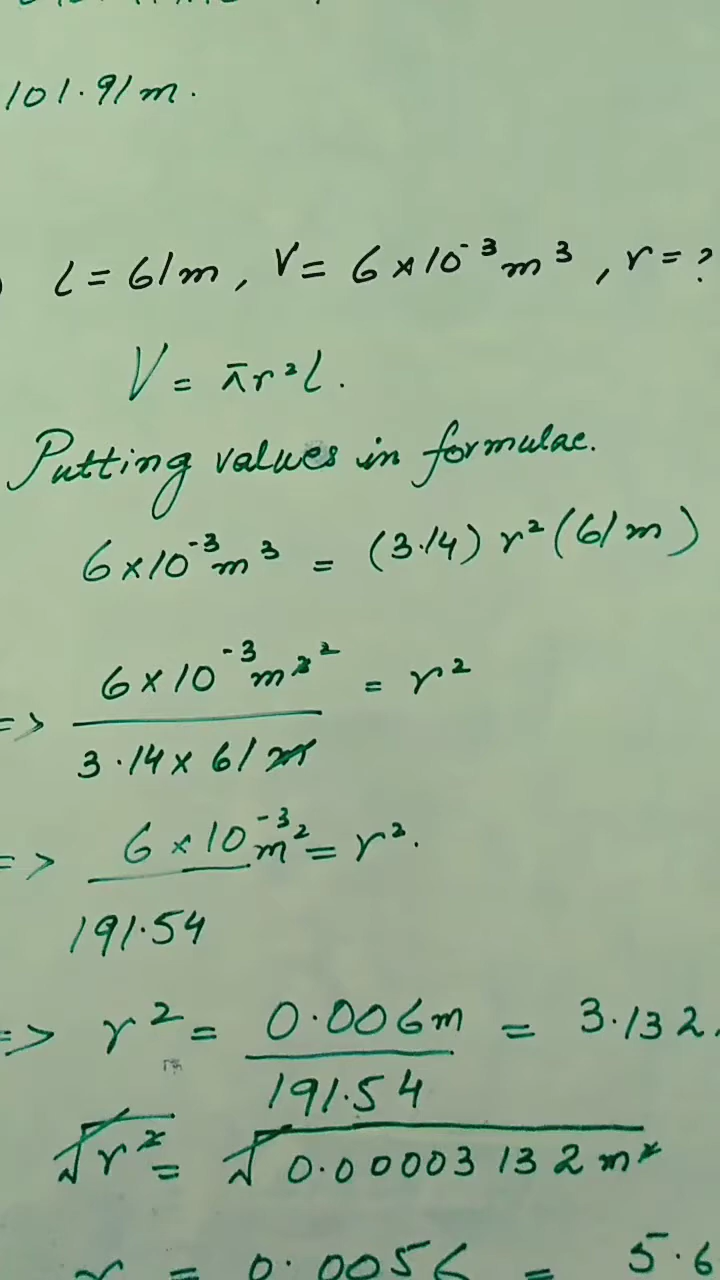 101.91m.
l = 61m, V = 6×10⁻³m³, r = ?
V = πr²l.
Putting values in formulae.
6×10⁻³m³ = (3.14) r² (61m)
=> 6×10⁻³m² = r²
3.14×61m
=> 6×10⁻³m² = r².
191.54
=> r² = 0.006m = 3.132
191.54
√r² = √0.00003132m²
r = 0.0056 = 5.6